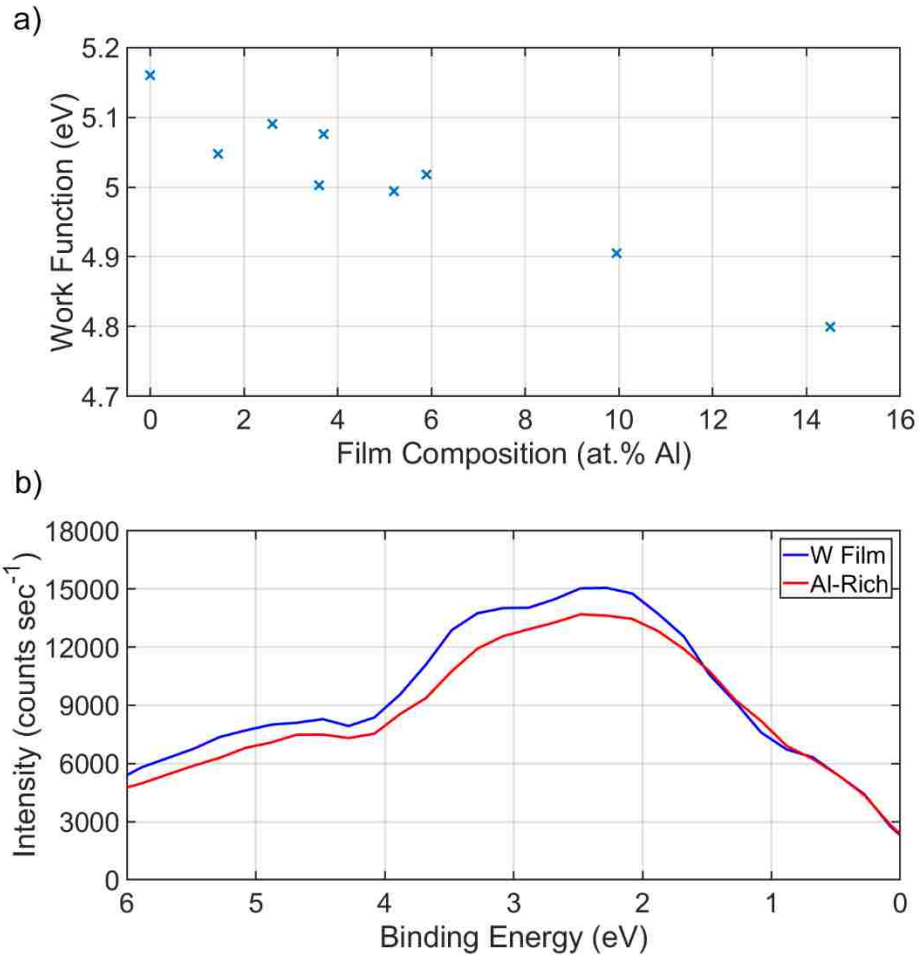 a)
5.2
5.1
5
4.9
4.8
4.7
Work Function (eV)
0 2 4 6 8 10 12 14 16
Film Composition (at.% Al)
b)
18000
15000
12000
9000
6000
3000
0
Intensity (counts sec⁻¹)
W Film
Al-Rich
6 5 4 3 2 1 0
Binding Energy (eV)